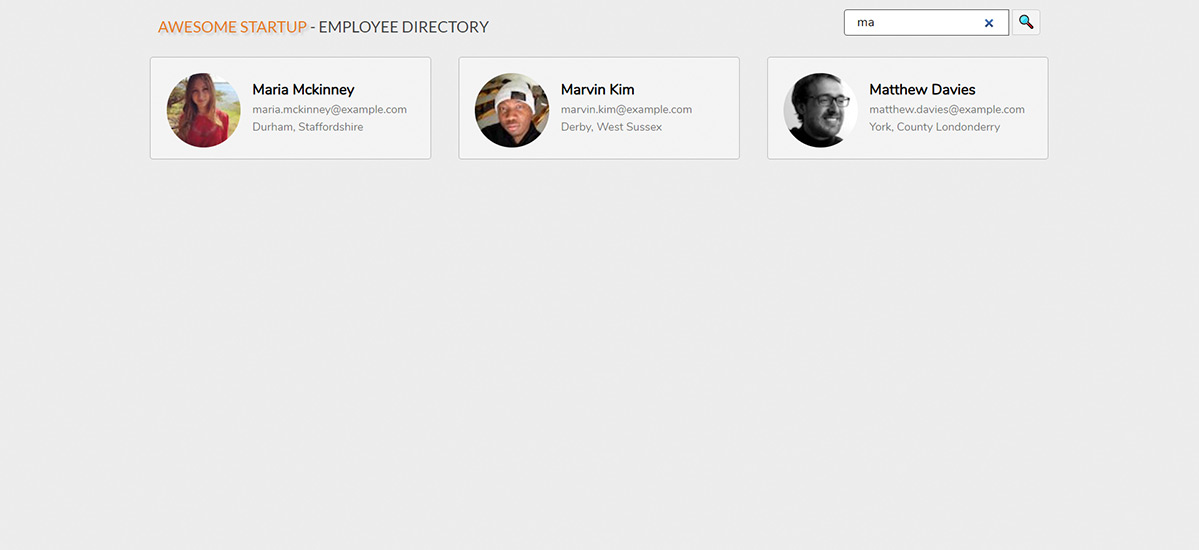 AWESOME STARTUP - EMPLOYEE DIRECTORY
ma
Maria Mckinney
maria.mckinney@example.com
Durham, Staffordshire
Marvin Kim
marvin.kim@example.com
Derby, West Sussex
Matthew Davies
matthew.davies@example.com
York, County Londonderry